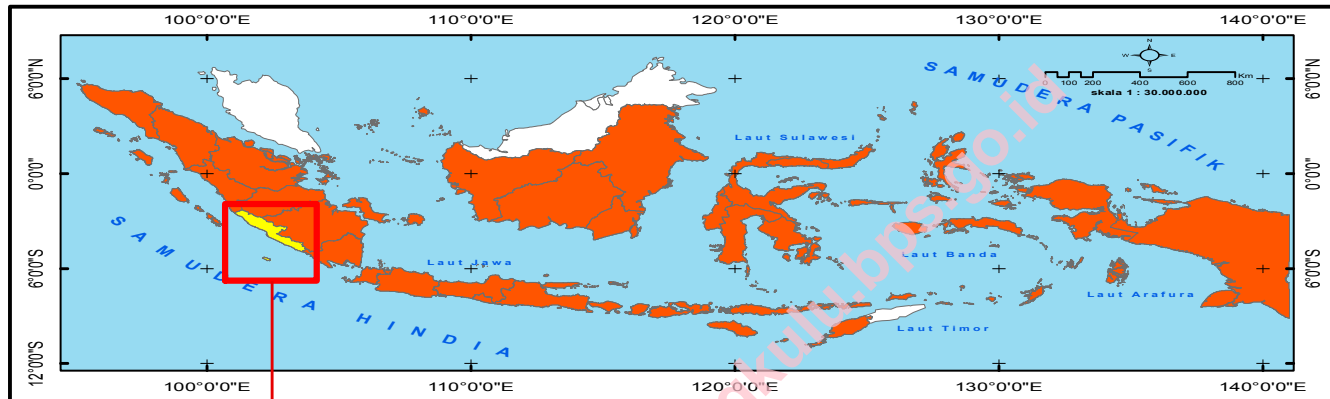 100°0'0"E 110°0'0"E 120°0'0"E 130°0'0"E 140°0'0"E
6°0'0"N
0°0'0"
6°0'0"S
12°0'0"S
N
W E
S
0 100 200 400 600 800 Km
skala 1 : 30.000.000
6°0'0"N
0°0'0"
6°0'0"S
SAMUDERA PASIFIK
Laut Sulawesi
Laut Jawa
Laut Banda
Laut Arafura
Laut Timor
SAMUDERA HINDIA
kulu.bps.go.id
100°0'0"E 110°0'0"E 120°0'0"E 130°0'0"E 140°0'0"E